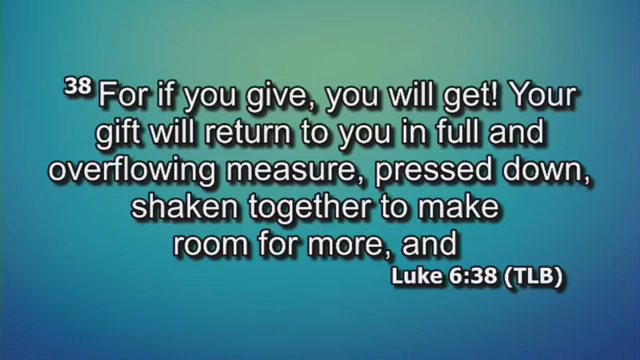 38 For if you give, you will get! Your
gift will return to you in full and
overflowing measure, pressed down,
shaken together to make
room for more, and
Luke 6:38 (TLB)